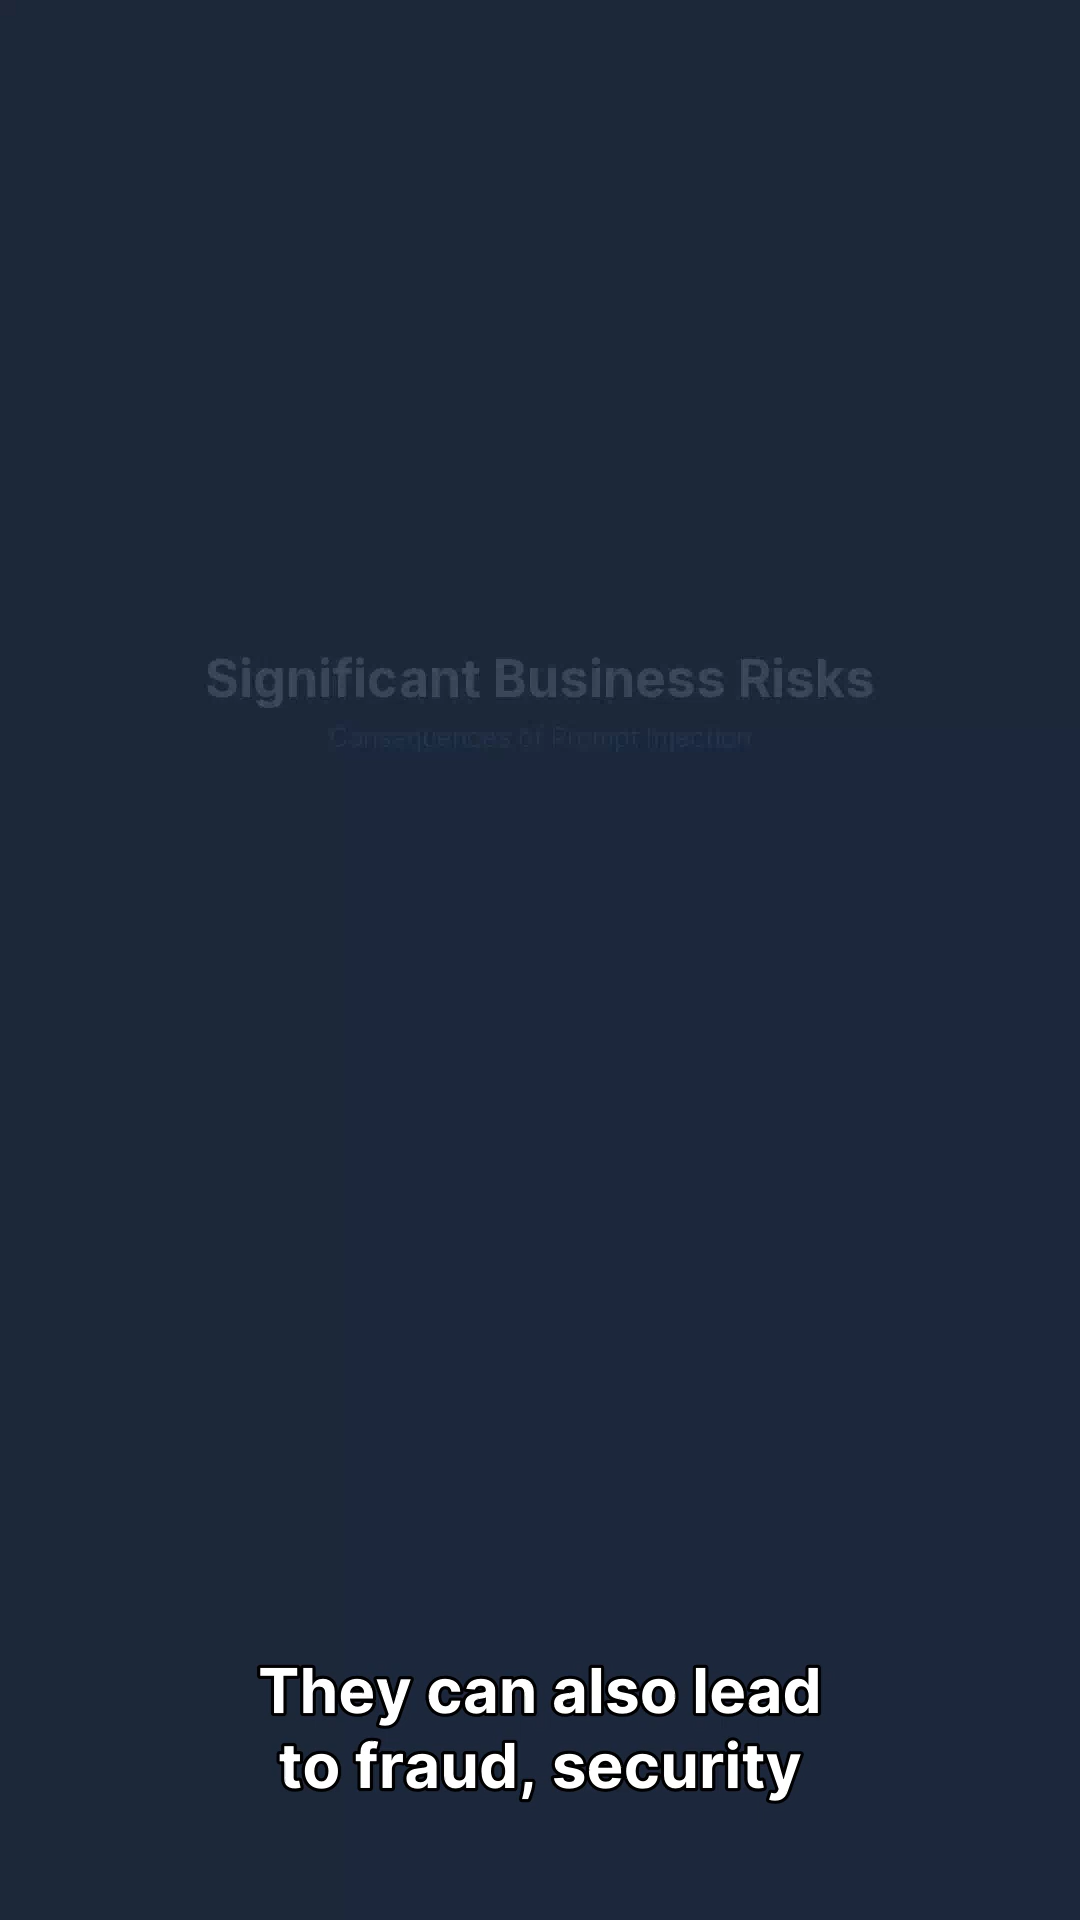 Significant Business Risks
Consequences of Prompt Injection
They can also lead
to fraud, security